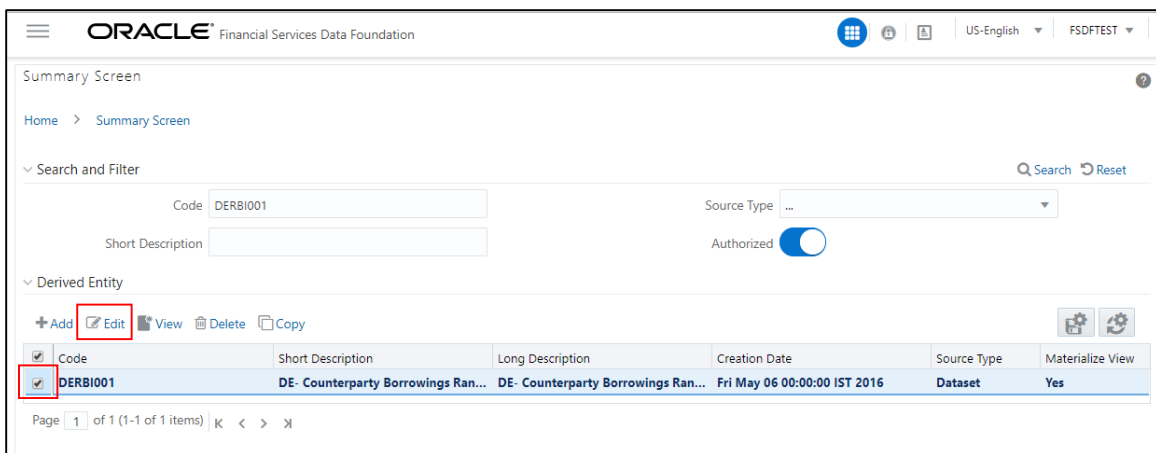 ORACLE® Financial Services Data Foundation US-English FSDFTEST
Summary Screen
Home > Summary Screen
Search and Filter Search Reset
Code DERBI001 Source Type ...
Short Description Authorized
Derived Entity
Add Edit View Delete Copy
Code Short Description Long Description Creation Date Source Type Materialize View
DERBI001 DE- Counterparty Borrowings Ran... DE- Counterparty Borrowings Ran... Fri May 06 00:00:00 IST 2016 Dataset Yes
Page 1 of 1 (1-1 of 1 items)